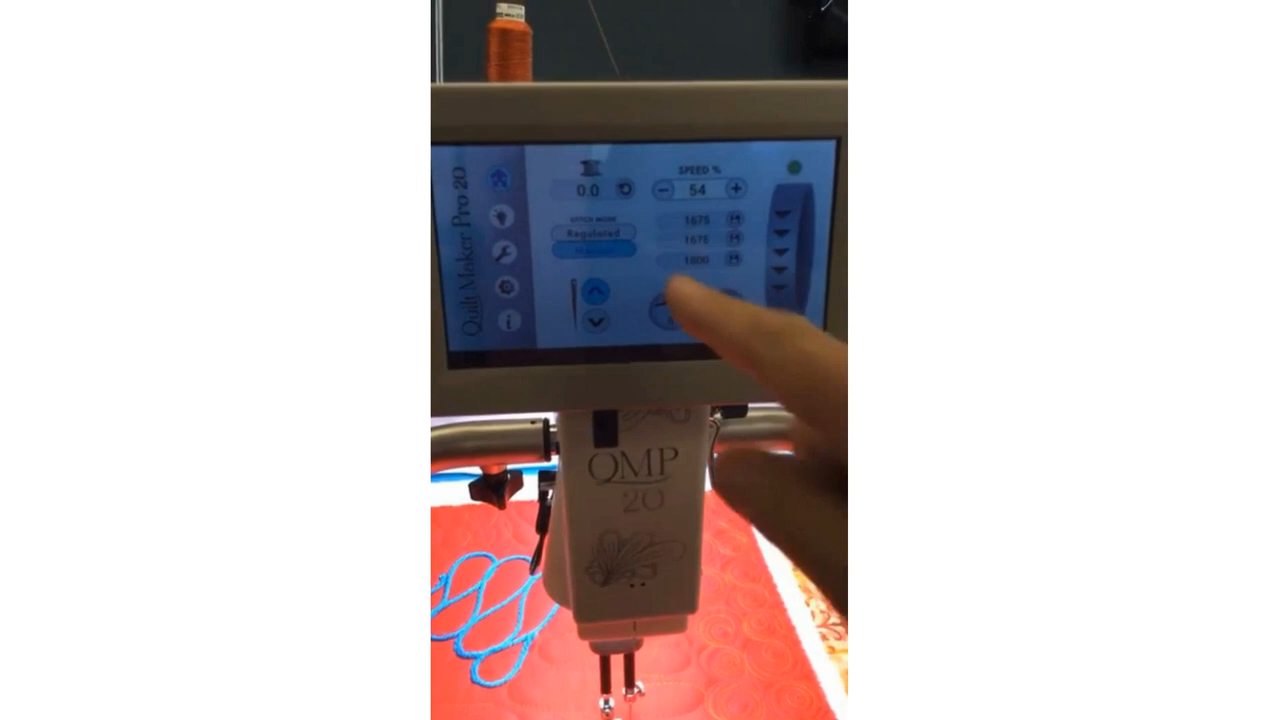 Quilt Maker Pro 20
SPEED %
0.0
− 54 +
STITCH MODE
1675
Regulated
1675
1800
i
QMP
20